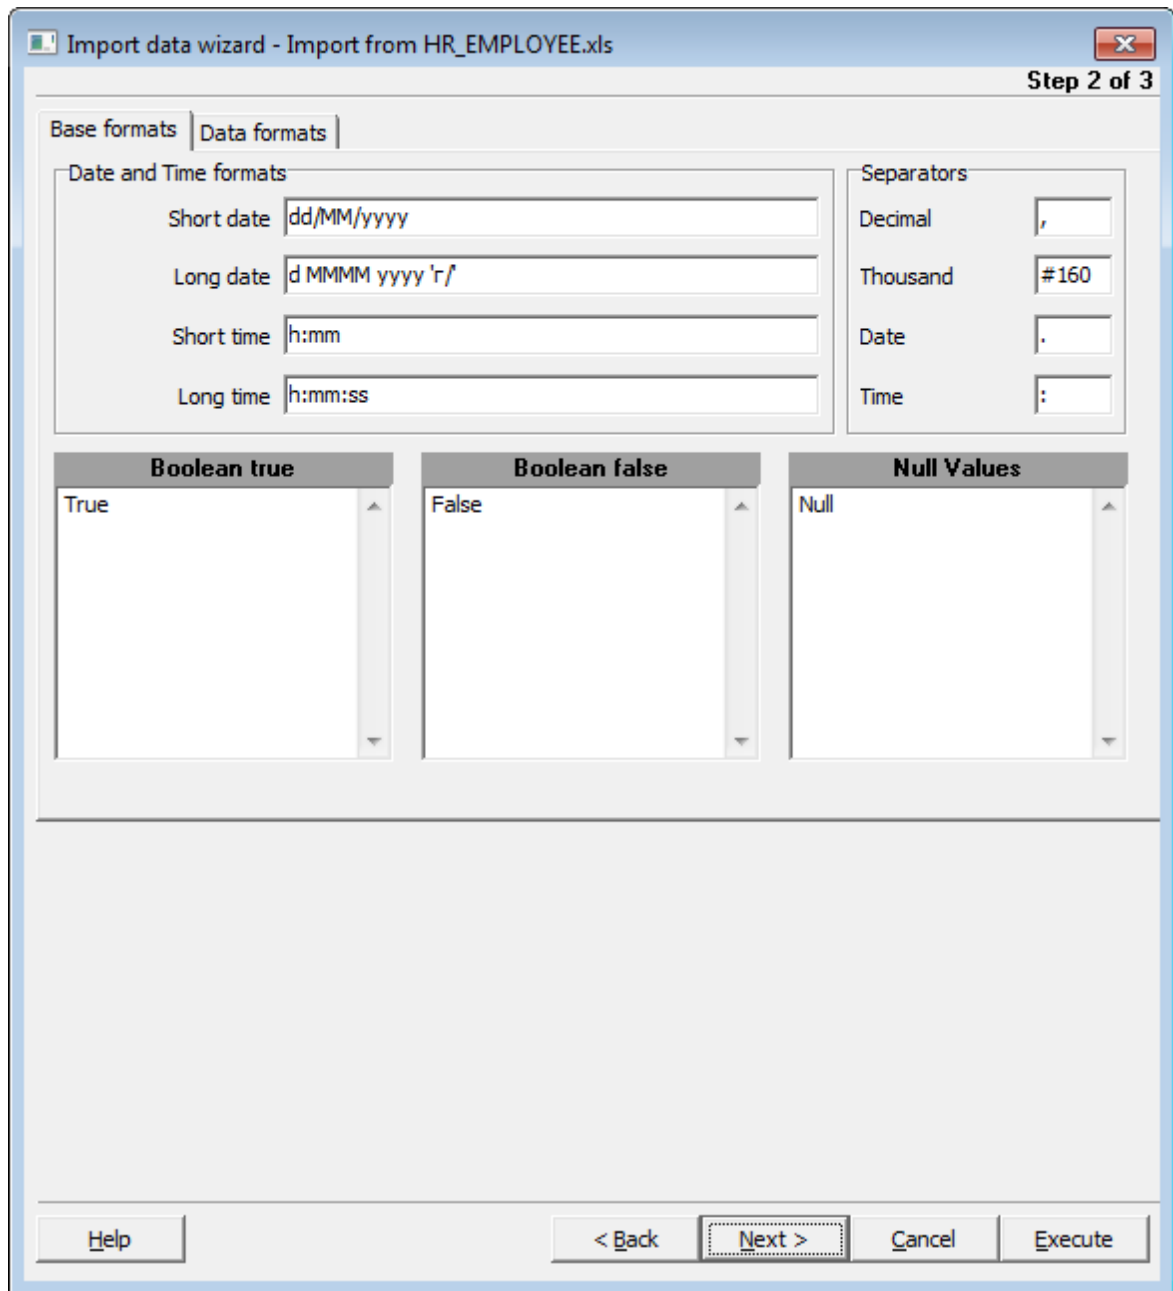 Import data wizard - Import from HR_EMPLOYEE.xls
Step 2 of 3
Base formats Data formats
Date and Time formats
Short date dd/MM/yyyy
Long date d MMMM yyyy 'г/'
Short time h:mm
Long time h:mm:ss
Separators
Decimal ,
Thousand #160
Date .
Time :
Boolean true
True
Boolean false
False
Null Values
Null
Help < Back Next > Cancel Execute